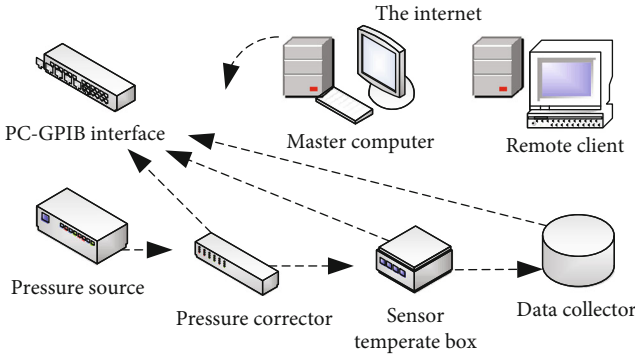 The internet
PC-GPIB interface
Master computer
Remote client
Pressure source
Pressure corrector
Sensor
temperate box
Data collector